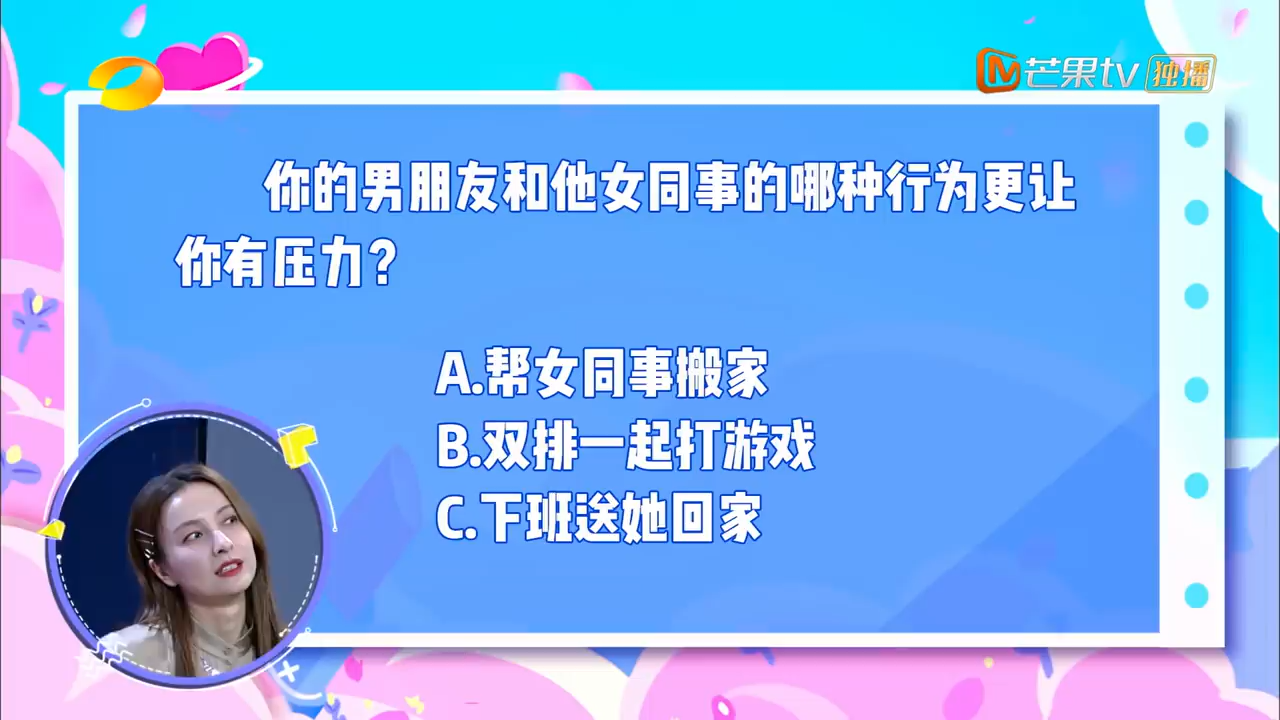 芒果tv独播
你的男朋友和他女同事的哪种行为更让
你有压力？
A.帮女同事搬家
B.双排一起打游戏
C.下班送她回家